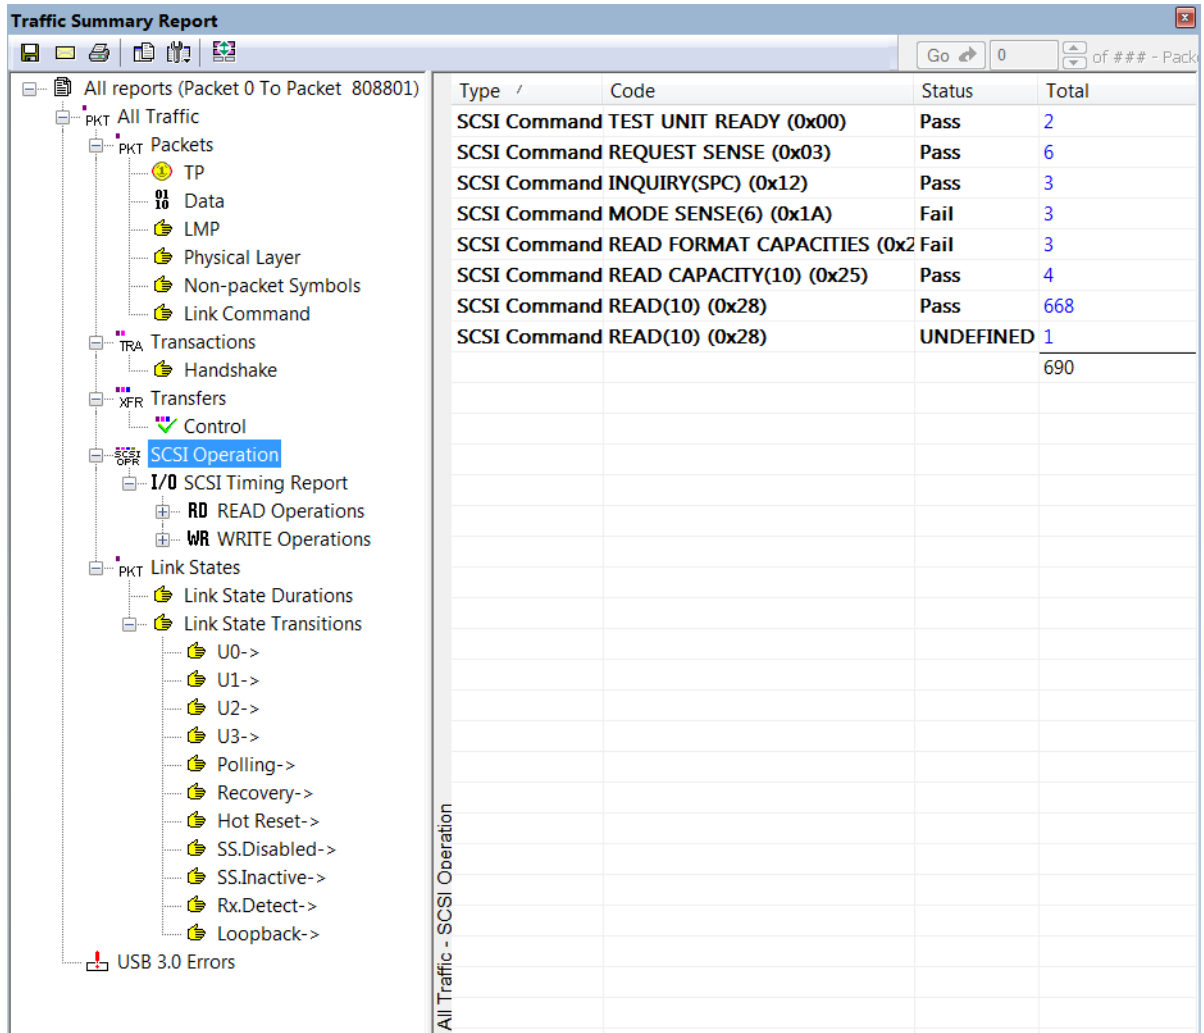 Traffic Summary Report
Go 0 of ### - Pack
All reports (Packet 0 To Packet 808801)
PKT All Traffic
PKT Packets
1 TP
01 10 Data
LMP
Physical Layer
Non-packet Symbols
Link Command
TRA Transactions
Handshake
XFR Transfers
Control
SCSI OPR SCSI Operation
I/O SCSI Timing Report
RD READ Operations
WR WRITE Operations
PKT Link States
Link State Durations
Link State Transitions
U0->
U1->
U2->
U3->
Polling->
Recovery->
Hot Reset->
SS.Disabled->
SS.Inactive->
Rx.Detect->
Loopback->
USB 3.0 Errors
All Traffic - SCSI Operation
Type / Code Status Total
SCSI Command TEST UNIT READY (0x00) Pass 2
SCSI Command REQUEST SENSE (0x03) Pass 6
SCSI Command INQUIRY(SPC) (0x12) Pass 3
SCSI Command MODE SENSE(6) (0x1A) Fail 3
SCSI Command READ FORMAT CAPACITIES (0x2 Fail 3
SCSI Command READ CAPACITY(10) (0x25) Pass 4
SCSI Command READ(10) (0x28) Pass 668
SCSI Command READ(10) (0x28) UNDEFINED 1
690